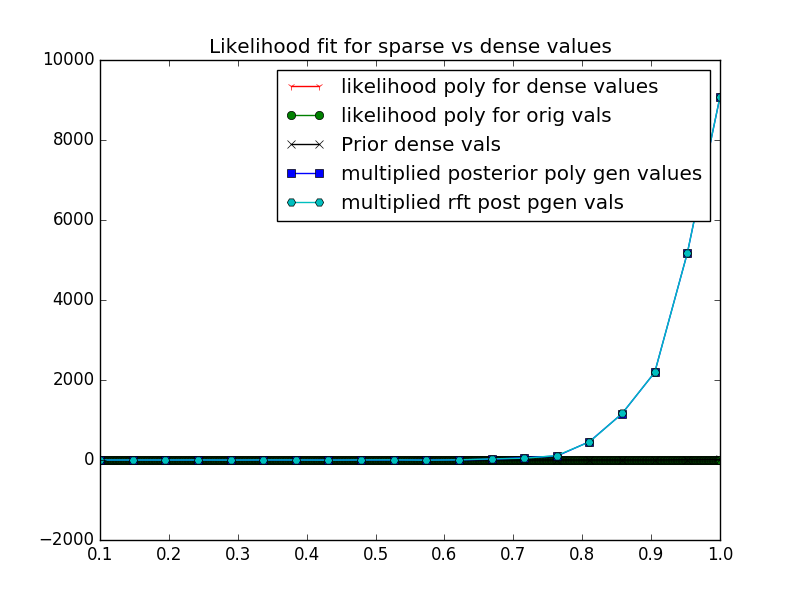 Likelihood fit for sparse vs dense values
10000
8000
6000
4000
2000
0
−2000
likelihood poly for dense values
likelihood poly for orig vals
Prior dense vals
multiplied posterior poly gen values
multiplied rft post pgen vals
0.1 0.2 0.3 0.4 0.5 0.6 0.7 0.8 0.9 1.0